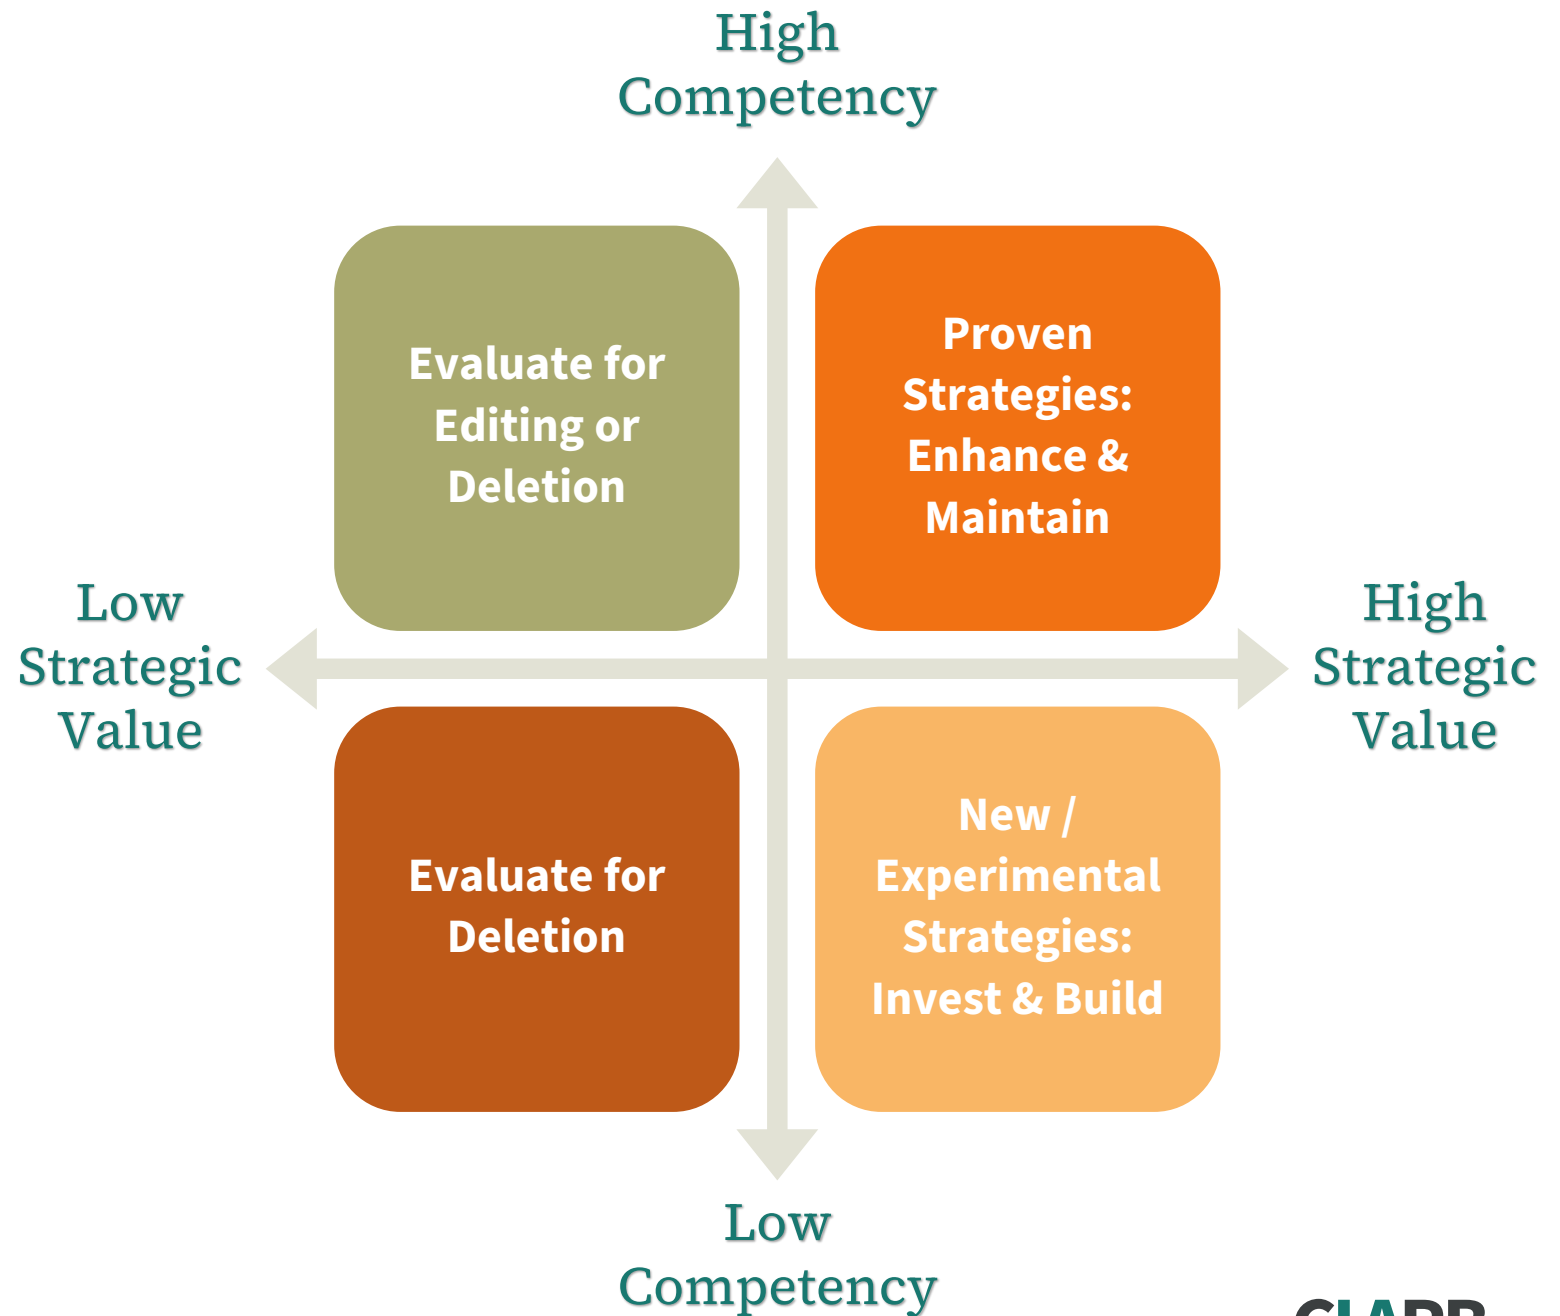 High
Competency
Evaluate for
Editing or
Deletion
Proven
Strategies:
Enhance &
Maintain
Low
Strategic
Value
High
Strategic
Value
Evaluate for
Deletion
New /
Experimental
Strategies:
Invest & Build
Low
Competency